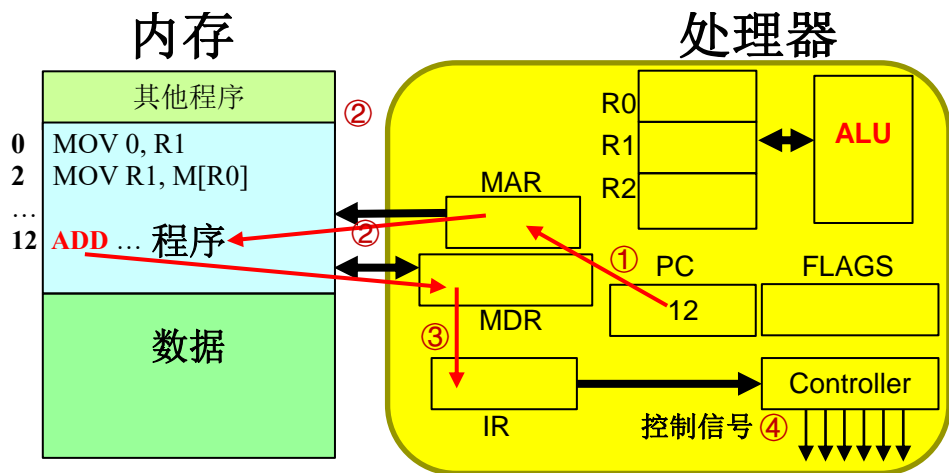 内存
其他程序
②
0 MOV 0, R1
2 MOV R1, M[R0]
…
12 ADD … 程序
数据
处理器
R0
R1
R2
ALU
MAR
②
①
MDR
PC
12
FLAGS
③
IR
Controller
控制信号 ④